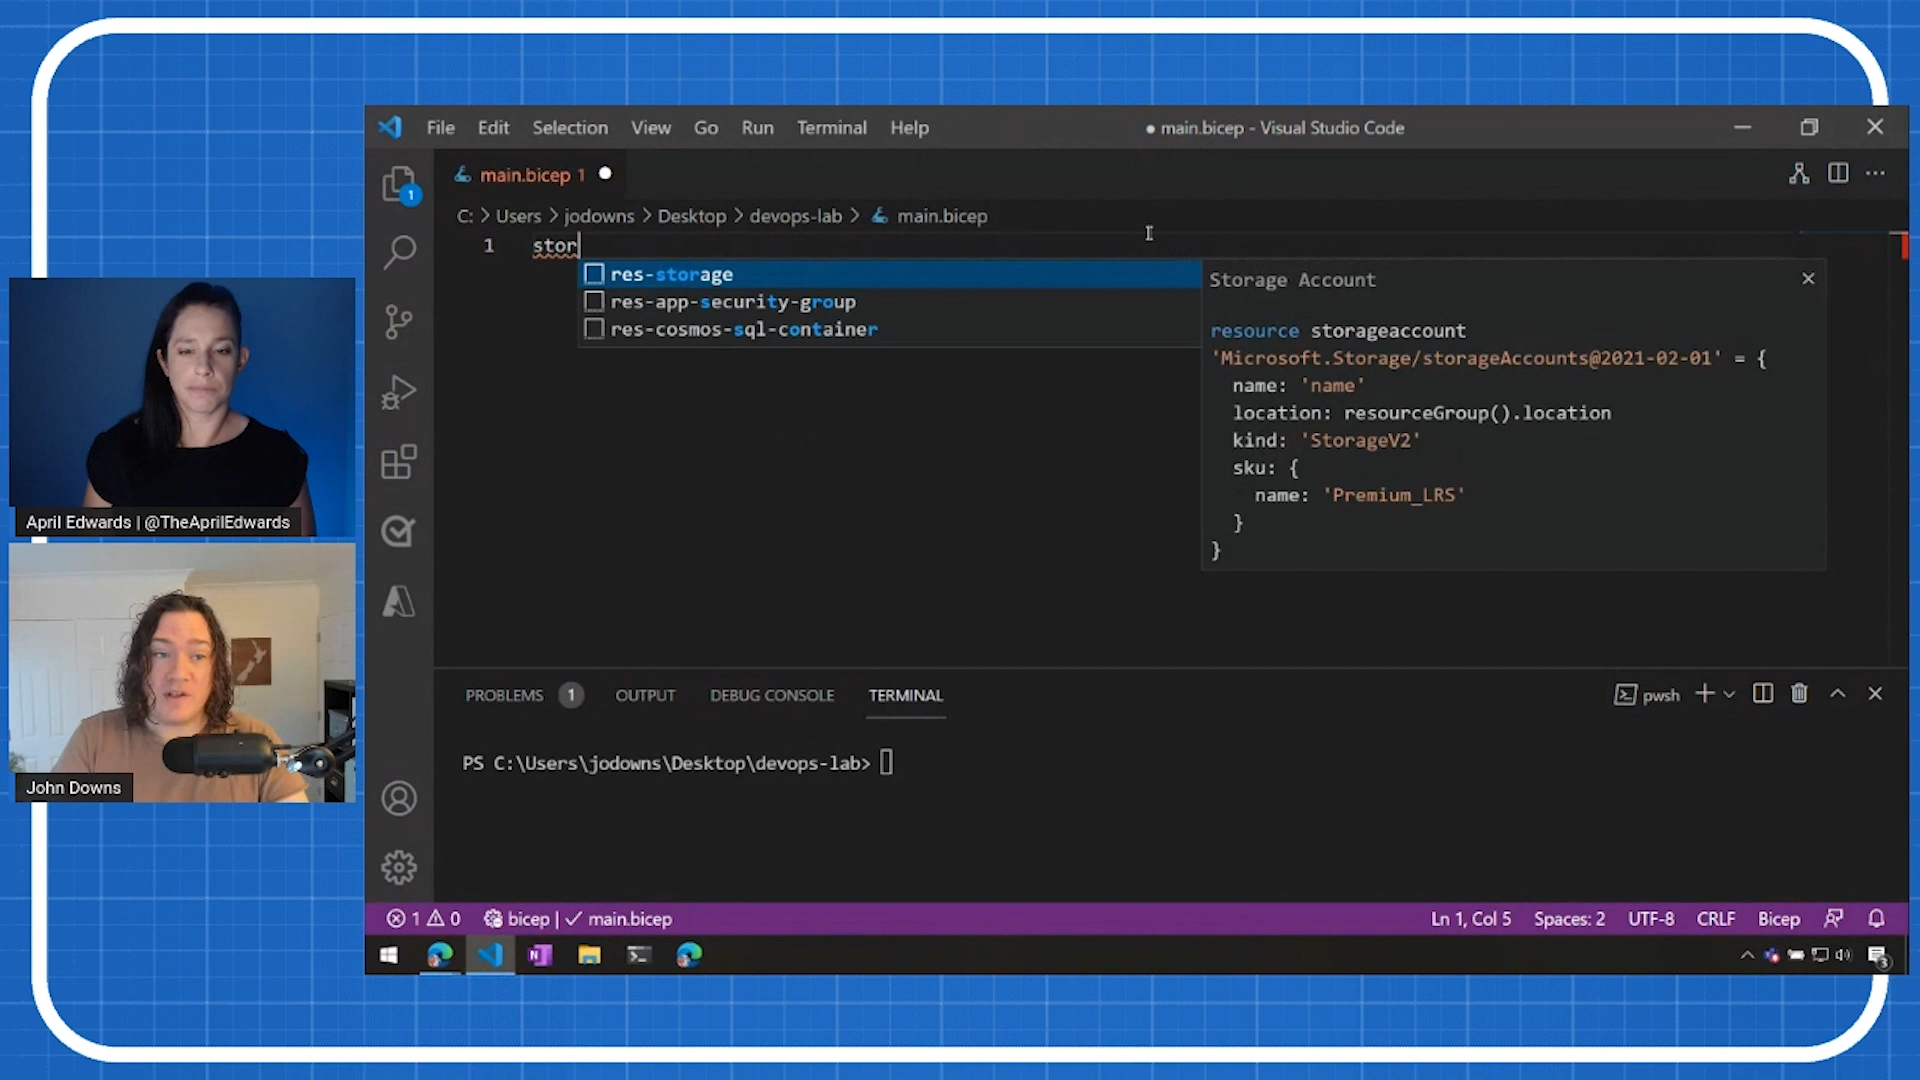 File Edit Selection View Go Run Terminal Help
● main.bicep - Visual Studio Code
main.bicep 1
1
C: > Users > jodowns > Desktop > devops-lab > main.bicep
1 stor
res-storage
res-app-security-group
res-cosmos-sql-container
Storage Account
resource storageaccount
'Microsoft.Storage/storageAccounts@2021-02-01' = {
name: 'name'
location: resourceGroup().location
kind: 'StorageV2'
sku: {
name: 'Premium_LRS'
}
}
April Edwards | @TheAprilEdwards
John Downs
PROBLEMS 1 OUTPUT DEBUG CONSOLE TERMINAL
pwsh
PS C:\Users\jodowns\Desktop\devops-lab>
1 0 bicep | ✓ main.bicep
Ln 1, Col 5 Spaces: 2 UTF-8 CRLF Bicep
N
3